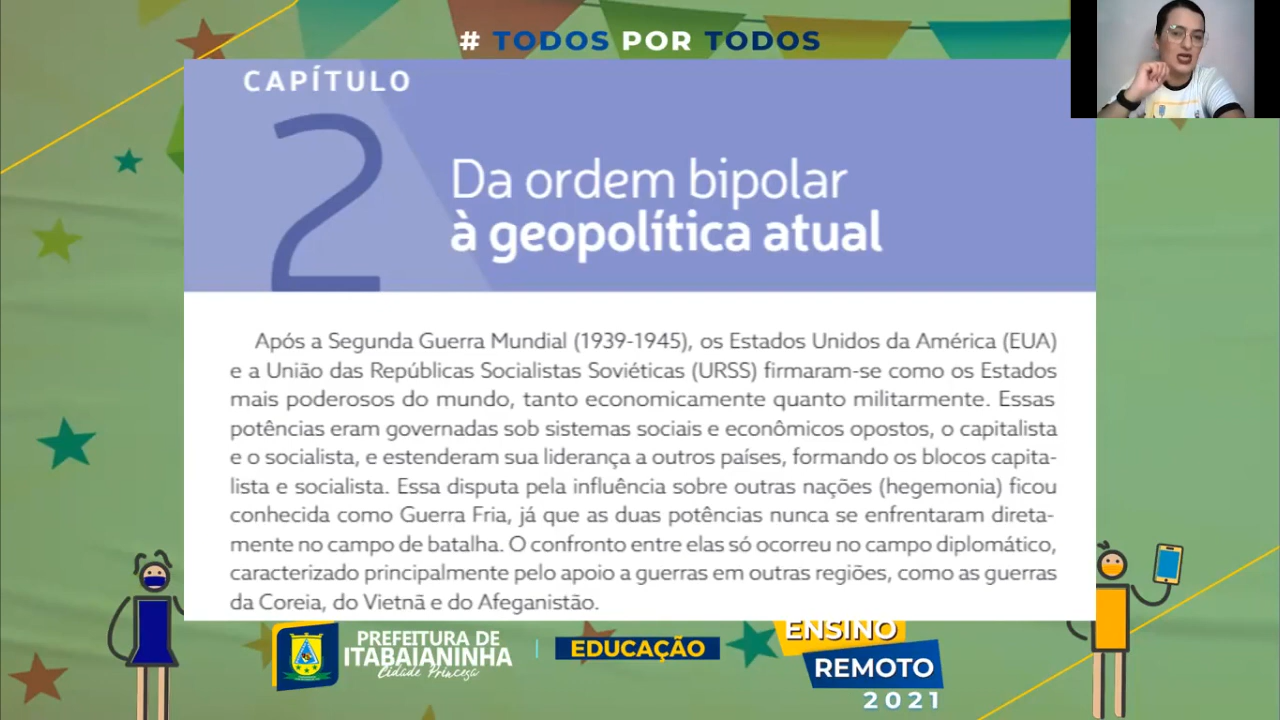 # TODOS POR TODOS
CAPÍTULO
2
Da ordem bipolar
à geopolítica atual
Após a Segunda Guerra Mundial (1939-1945), os Estados Unidos da América (EUA)
e a União das Repúblicas Socialistas Soviéticas (URSS) firmaram-se como os Estados
mais poderosos do mundo, tanto economicamente quanto militarmente. Essas
potências eram governadas sob sistemas sociais e econômicos opostos, o capitalista
e o socialista, e estenderam sua liderança a outros países, formando os blocos capita-
lista e socialista. Essa disputa pela influência sobre outras nações (hegemonia) ficou
conhecida como Guerra Fria, já que as duas potências nunca se enfrentaram direta-
mente no campo de batalha. O confronto entre elas só ocorreu no campo diplomático,
caracterizado principalmente pelo apoio a guerras em outras regiões, como as guerras
da Coreia, do Vietnã e do Afeganistão.
PREFEITURA DE
ITABAIANINHA
Cidade Princesa
EDUCAÇÃO
ENSINO
REMOTO
2021